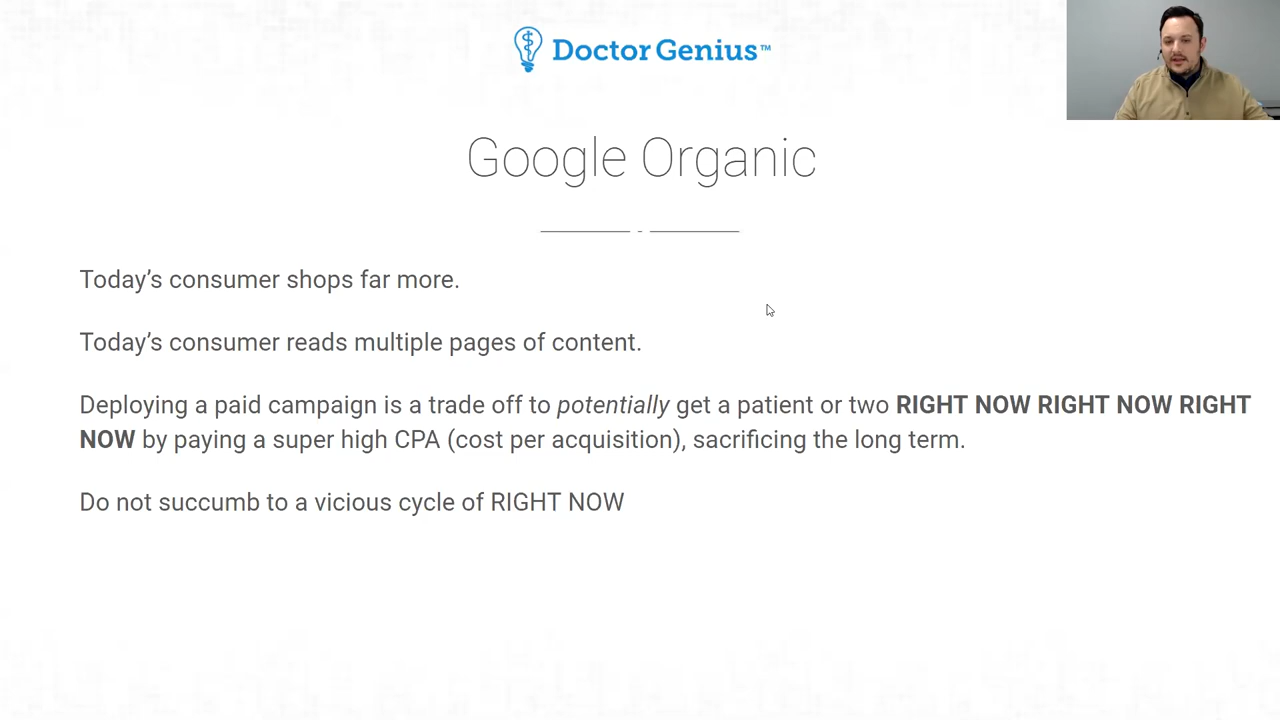 Doctor Genius™
Google Organic
Today’s consumer shops far more.
Today’s consumer reads multiple pages of content.
Deploying a paid campaign is a trade off to potentially get a patient or two RIGHT NOW RIGHT NOW RIGHT
NOW by paying a super high CPA (cost per acquisition), sacrificing the long term.
Do not succumb to a vicious cycle of RIGHT NOW